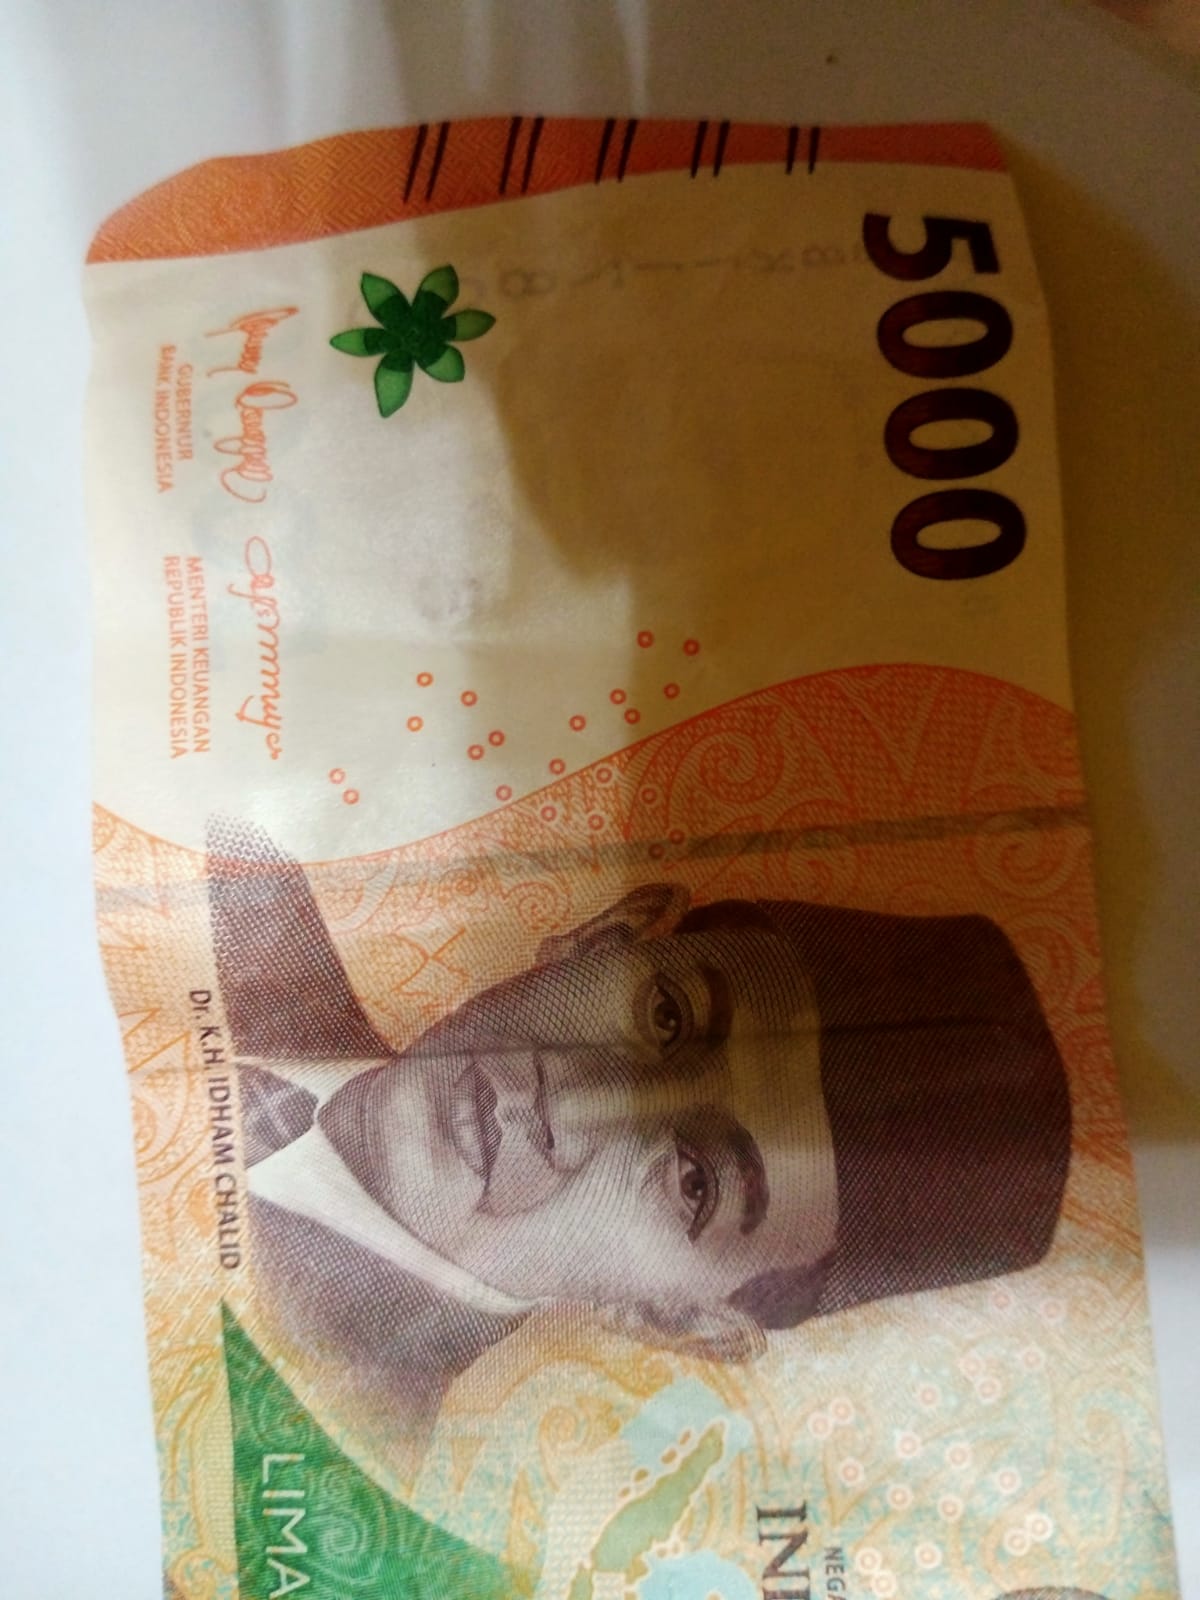 5000
GUBERNUR
BANK INDONESIA
MENTERI KEUANGAN
REPUBLIK INDONESIA
Dr. K.H. IDHAM CHALID
LIMA